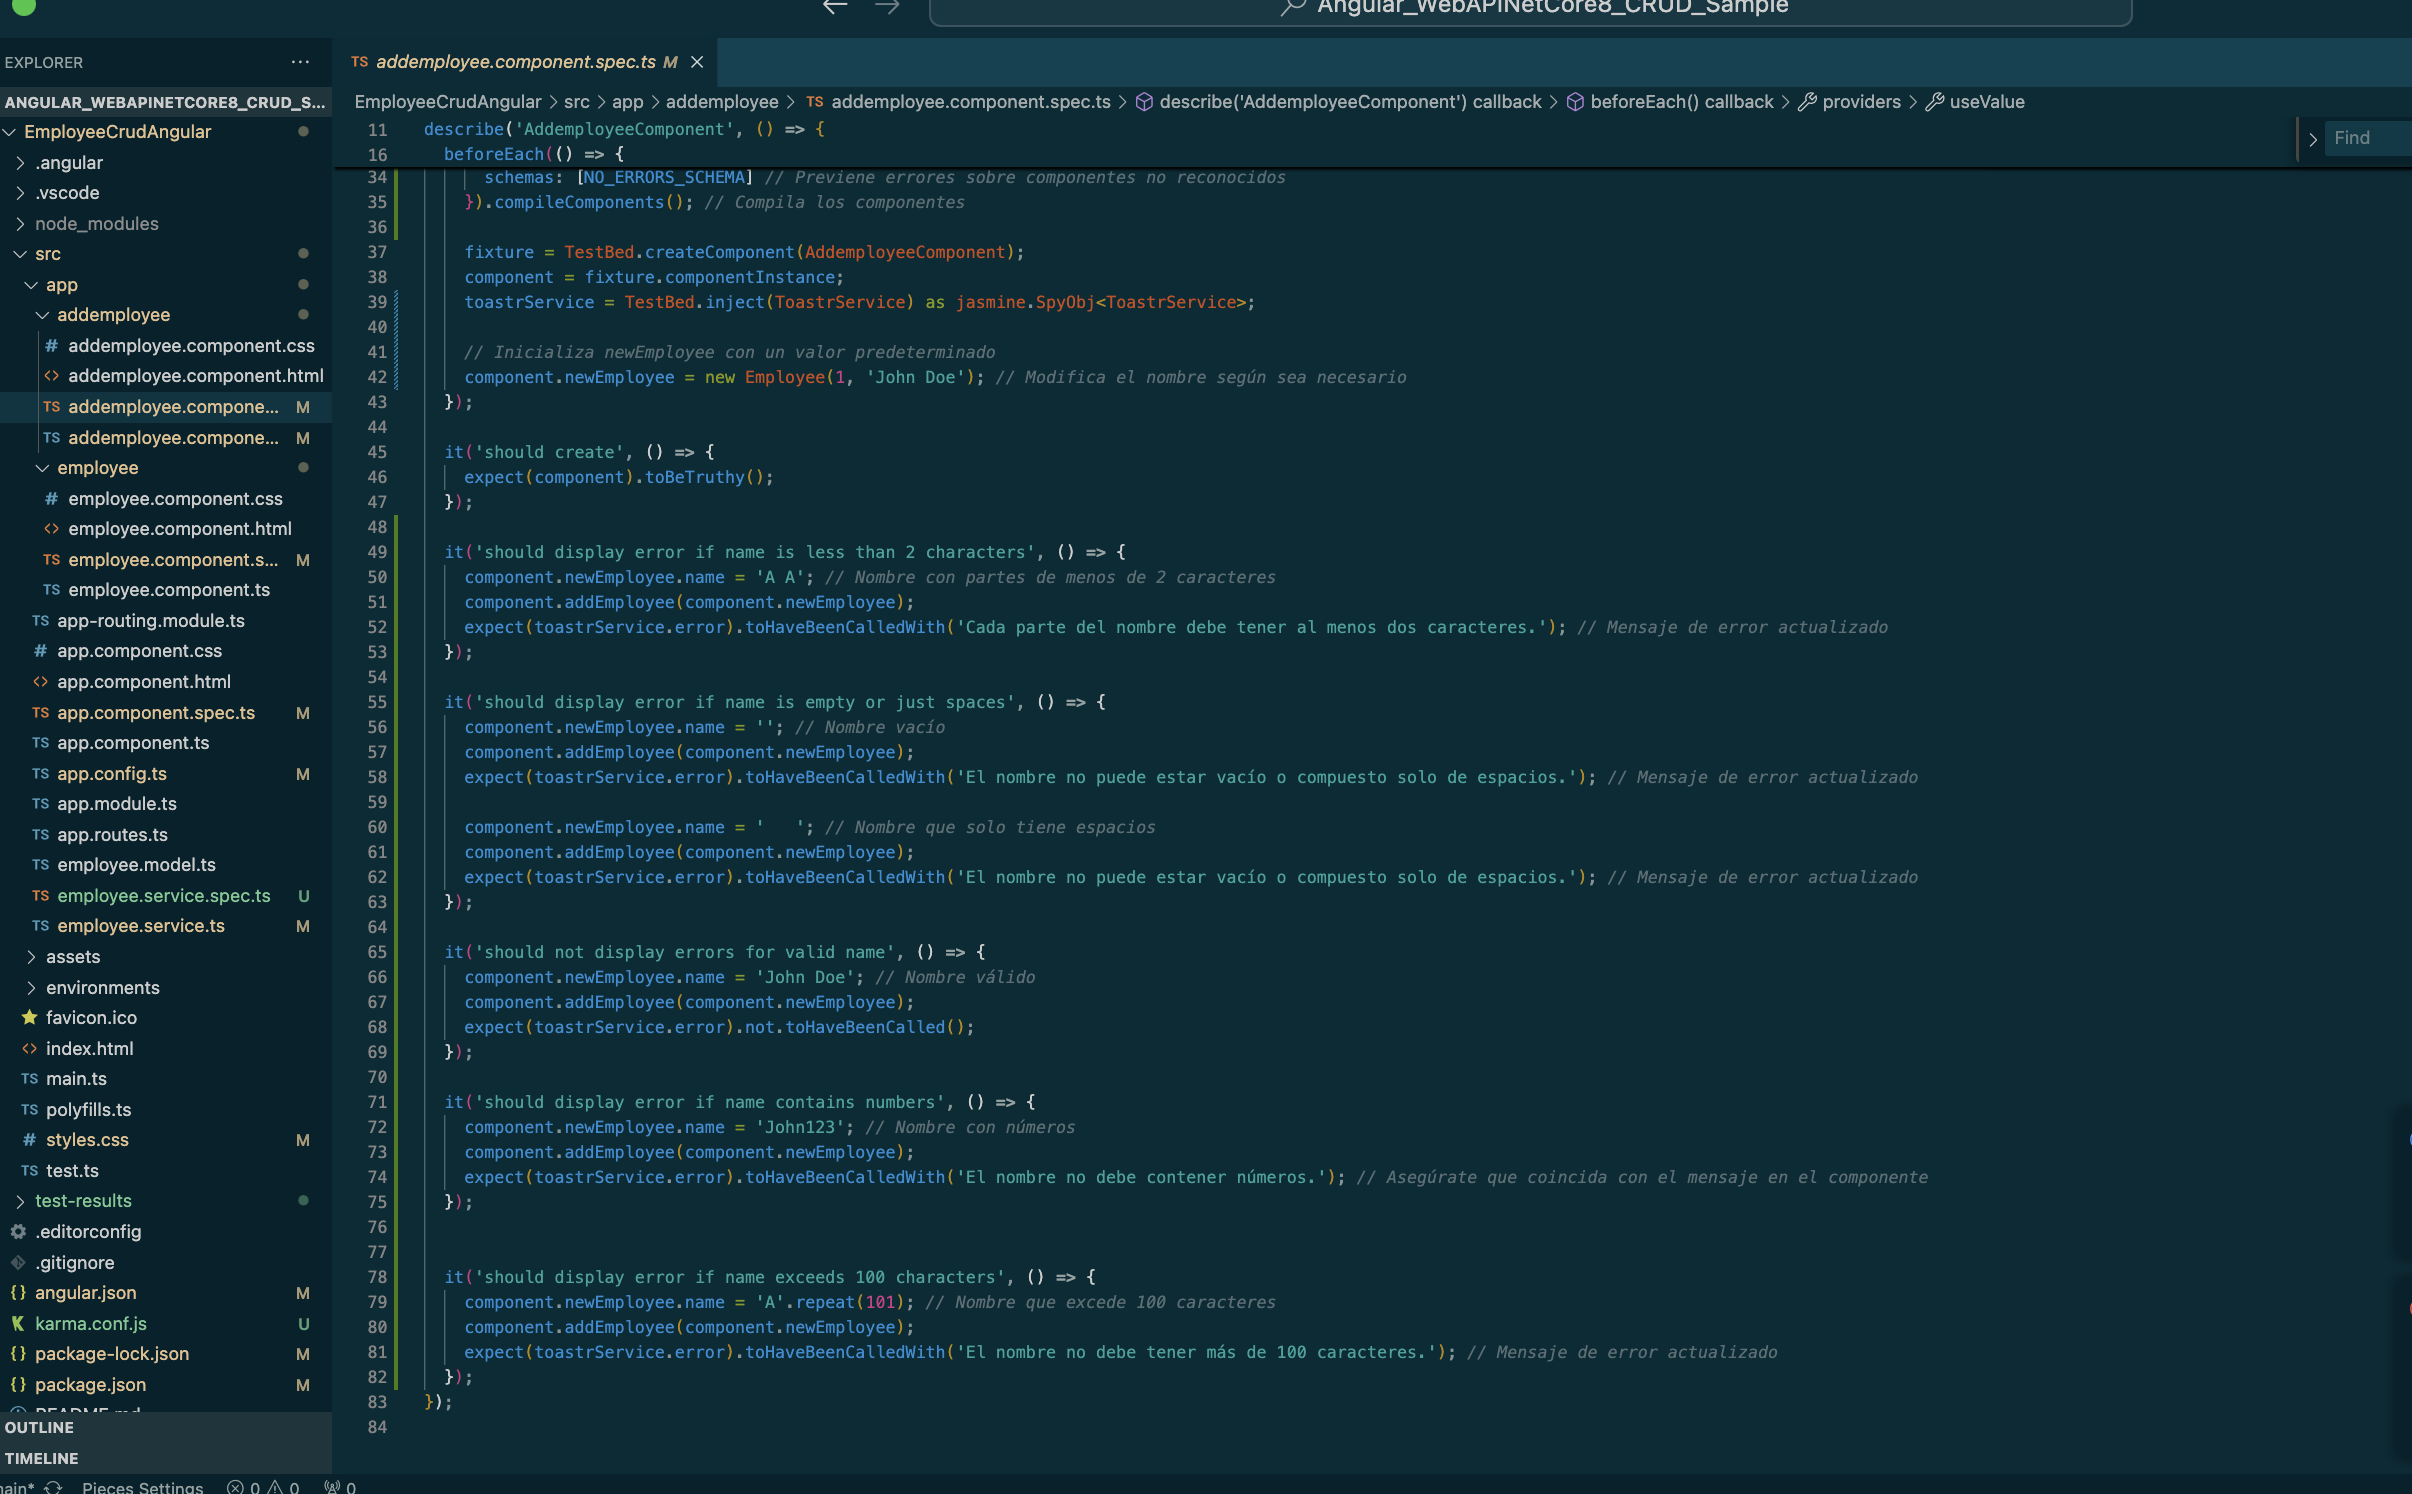 Angular_WebAPINetCore8_CRUD_Sample
EXPLORER
ANGULAR_WEBAPINETCORE8_CRUD_S...
EmployeeCrudAngular
.angular
.vscode
node_modules
src
app
addemployee
# addemployee.component.css
<> addemployee.component.html
TS addemployee.compone... M
TS addemployee.compone... M
employee
# employee.component.css
<> employee.component.html
TS employee.component.s... M
TS employee.component.ts
TS app-routing.module.ts
# app.component.css
<> app.component.html
TS app.component.spec.ts M
TS app.component.ts
TS app.config.ts M
TS app.module.ts
TS app.routes.ts
TS employee.model.ts
TS employee.service.spec.ts U
TS employee.service.ts M
assets
environments
favicon.ico
<> index.html
TS main.ts
TS polyfills.ts
# styles.css M
TS test.ts
test-results
.editorconfig
.gitignore
{} angular.json M
karma.conf.js U
{} package-lock.json M
{} package.json M
README.md
OUTLINE
TIMELINE
TS addemployee.component.spec.ts M ×
EmployeeCrudAngular > src > app > addemployee > TS addemployee.component.spec.ts > describe('AddemployeeComponent') callback > beforeEach() callback > providers > useValue
Find
11 describe('AddemployeeComponent', () => {
16 beforeEach(() => {
34 schemas: [NO_ERRORS_SCHEMA] // Previene errores sobre componentes no reconocidos
35 }).compileComponents(); // Compila los componentes
36
37 fixture = TestBed.createComponent(AddemployeeComponent);
38 component = fixture.componentInstance;
39 toastrService = TestBed.inject(ToastrService) as jasmine.SpyObj<ToastrService>;
40
41 // Inicializa newEmployee con un valor predeterminado
42 component.newEmployee = new Employee(1, 'John Doe'); // Modifica el nombre según sea necesario
43 });
44
45 it('should create', () => {
46 expect(component).toBeTruthy();
47 });
48
49 it('should display error if name is less than 2 characters', () => {
50 component.newEmployee.name = 'A A'; // Nombre con partes de menos de 2 caracteres
51 component.addEmployee(component.newEmployee);
52 expect(toastrService.error).toHaveBeenCalledWith('Cada parte del nombre debe tener al menos dos caracteres.'); // Mensaje de error actualizado
53 });
54
55 it('should display error if name is empty or just spaces', () => {
56 component.newEmployee.name = ''; // Nombre vacío
57 component.addEmployee(component.newEmployee);
58 expect(toastrService.error).toHaveBeenCalledWith('El nombre no puede estar vacío o compuesto solo de espacios.'); // Mensaje de error actualizado
59
60 component.newEmployee.name = '   '; // Nombre que solo tiene espacios
61 component.addEmployee(component.newEmployee);
62 expect(toastrService.error).toHaveBeenCalledWith('El nombre no puede estar vacío o compuesto solo de espacios.'); // Mensaje de error actualizado
63 });
64
65 it('should not display errors for valid name', () => {
66 component.newEmployee.name = 'John Doe'; // Nombre válido
67 component.addEmployee(component.newEmployee);
68 expect(toastrService.error).not.toHaveBeenCalled();
69 });
70
71 it('should display error if name contains numbers', () => {
72 component.newEmployee.name = 'John123'; // Nombre con números
73 component.addEmployee(component.newEmployee);
74 expect(toastrService.error).toHaveBeenCalledWith('El nombre no debe contener números.'); // Asegúrate que coincida con el mensaje en el componente
75 });
76
77
78 it('should display error if name exceeds 100 characters', () => {
79 component.newEmployee.name = 'A'.repeat(101); // Nombre que excede 100 caracteres
80 component.addEmployee(component.newEmployee);
81 expect(toastrService.error).toHaveBeenCalledWith('El nombre no debe tener más de 100 caracteres.'); // Mensaje de error actualizado
82 });
83 });
84
main* Pieces Settings 0 0 0